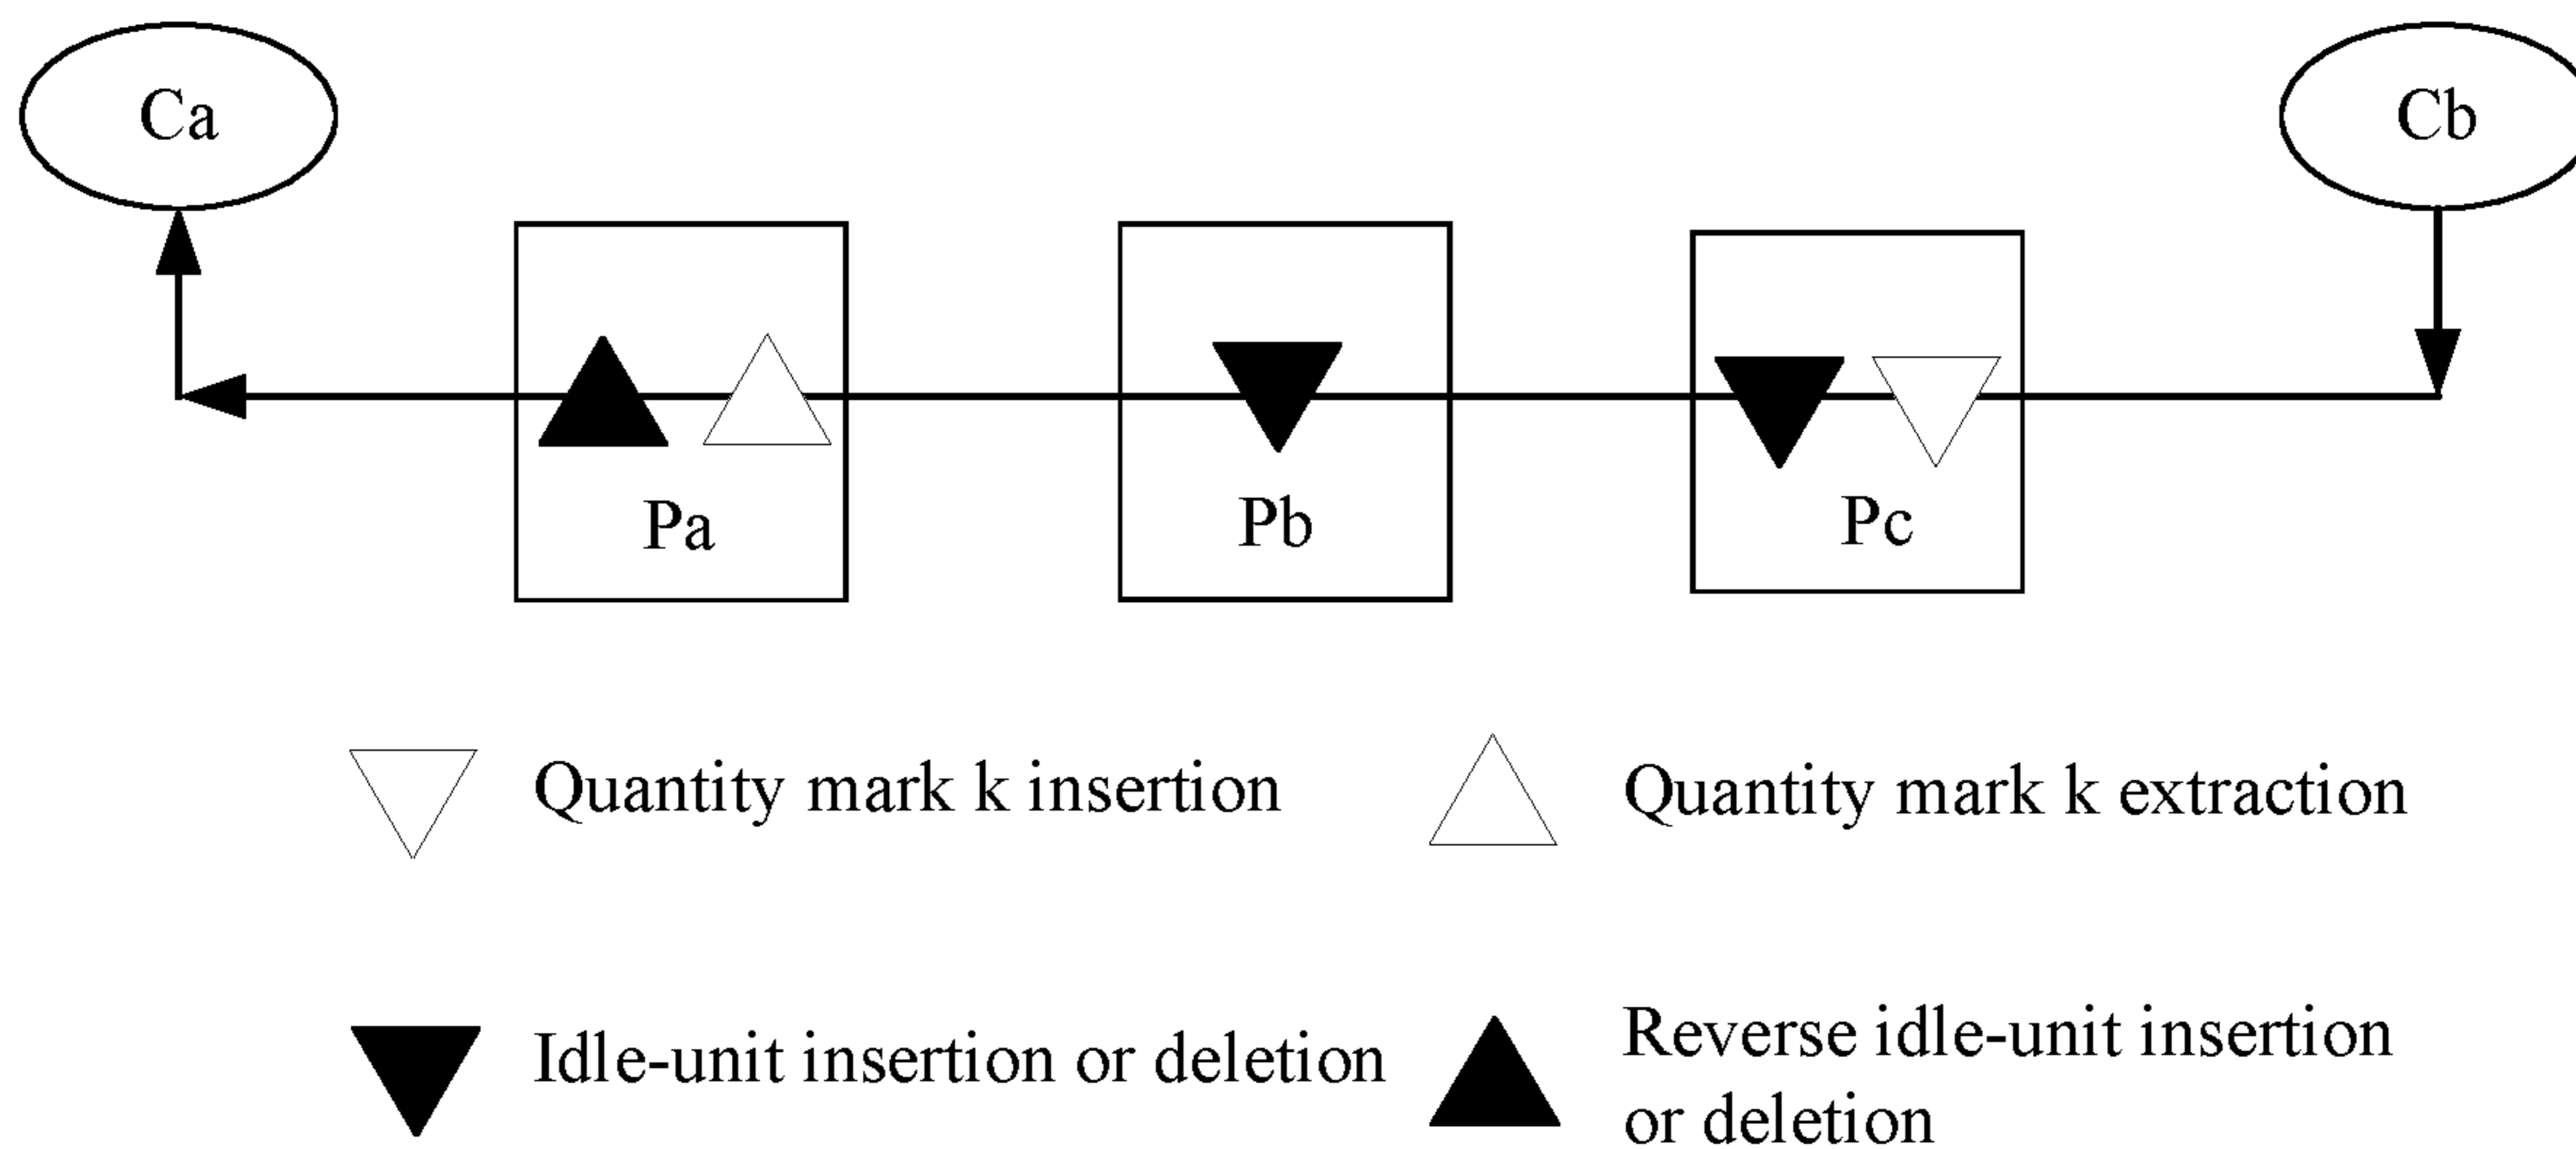 Ca
Cb
Pa
Pb
Pc
Quantity mark k insertion
Quantity mark k extraction
Idle-unit insertion or deletion
Reverse idle-unit insertion
or deletion